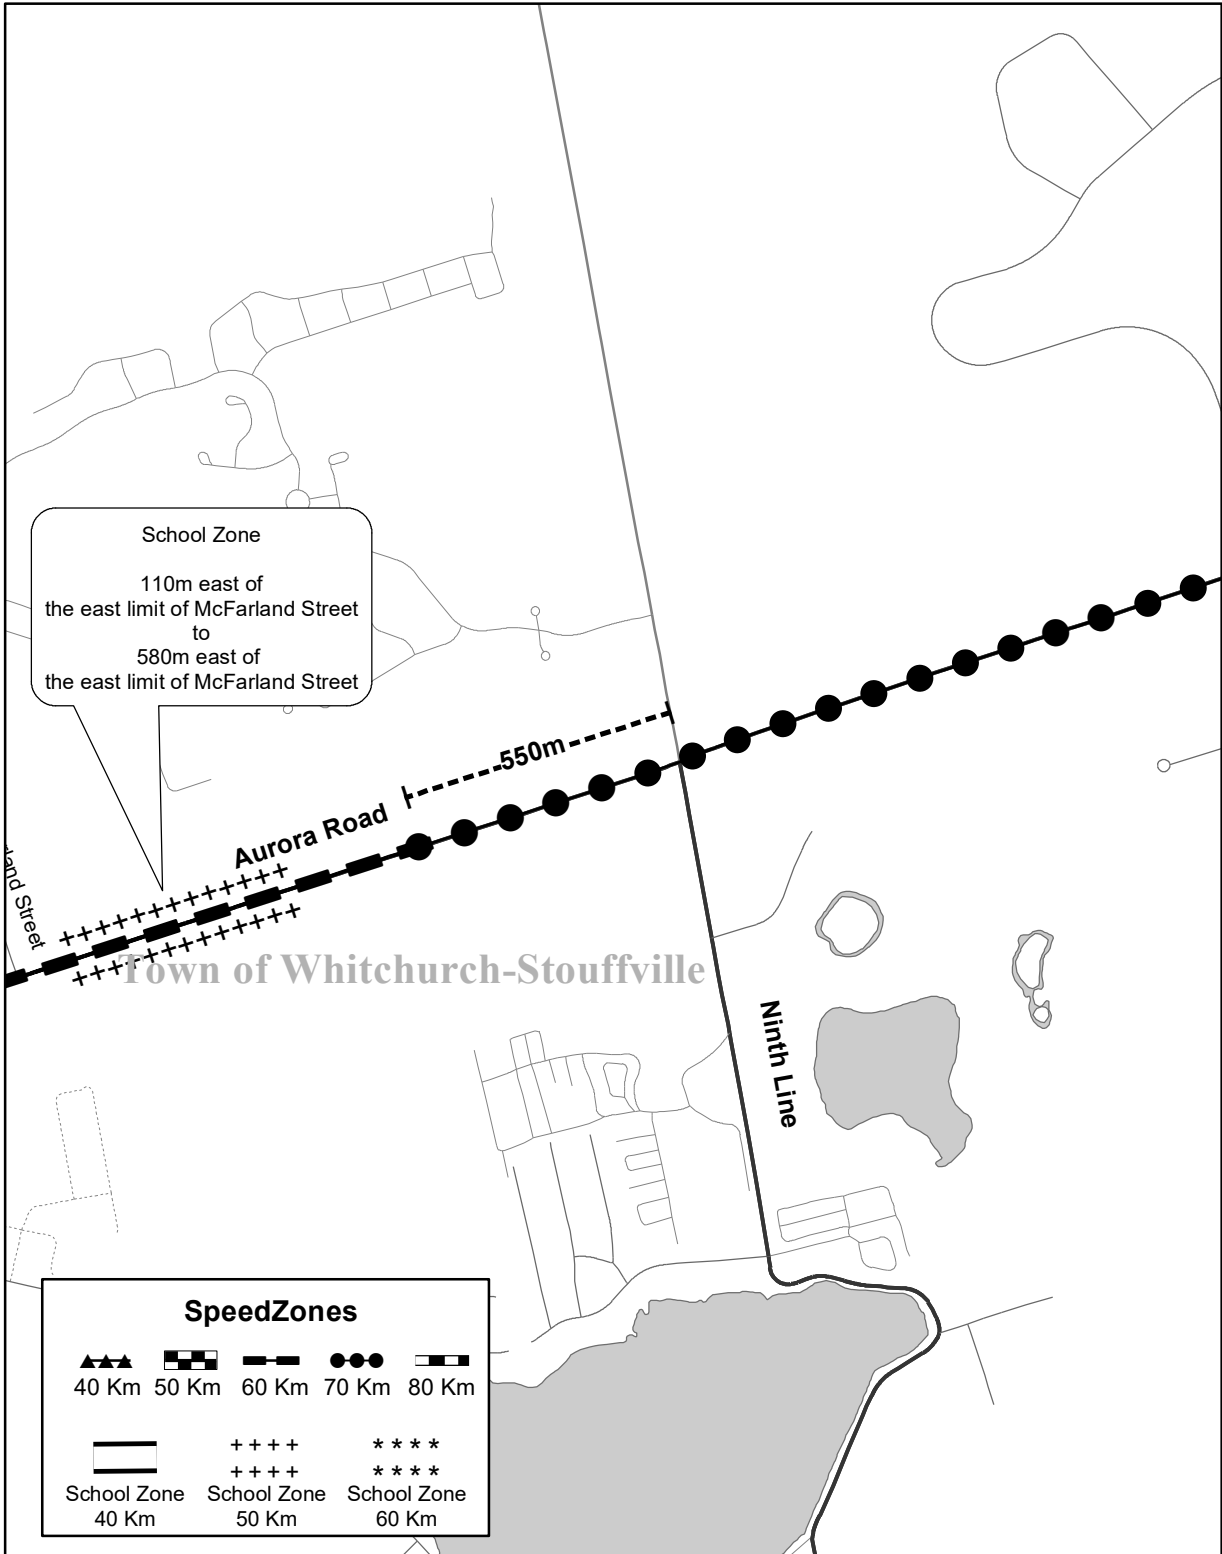 School Zone
110m east of
the east limit of McFarland Street
to
580m east of
the east limit of McFarland Street
550m
Aurora Road
rland Street
Town of Whitchurch-Stouffville
Ninth Line
SpeedZones
40 Km 50 Km 60 Km 70 Km 80 Km
School Zone School Zone School Zone
40 Km 50 Km 60 Km